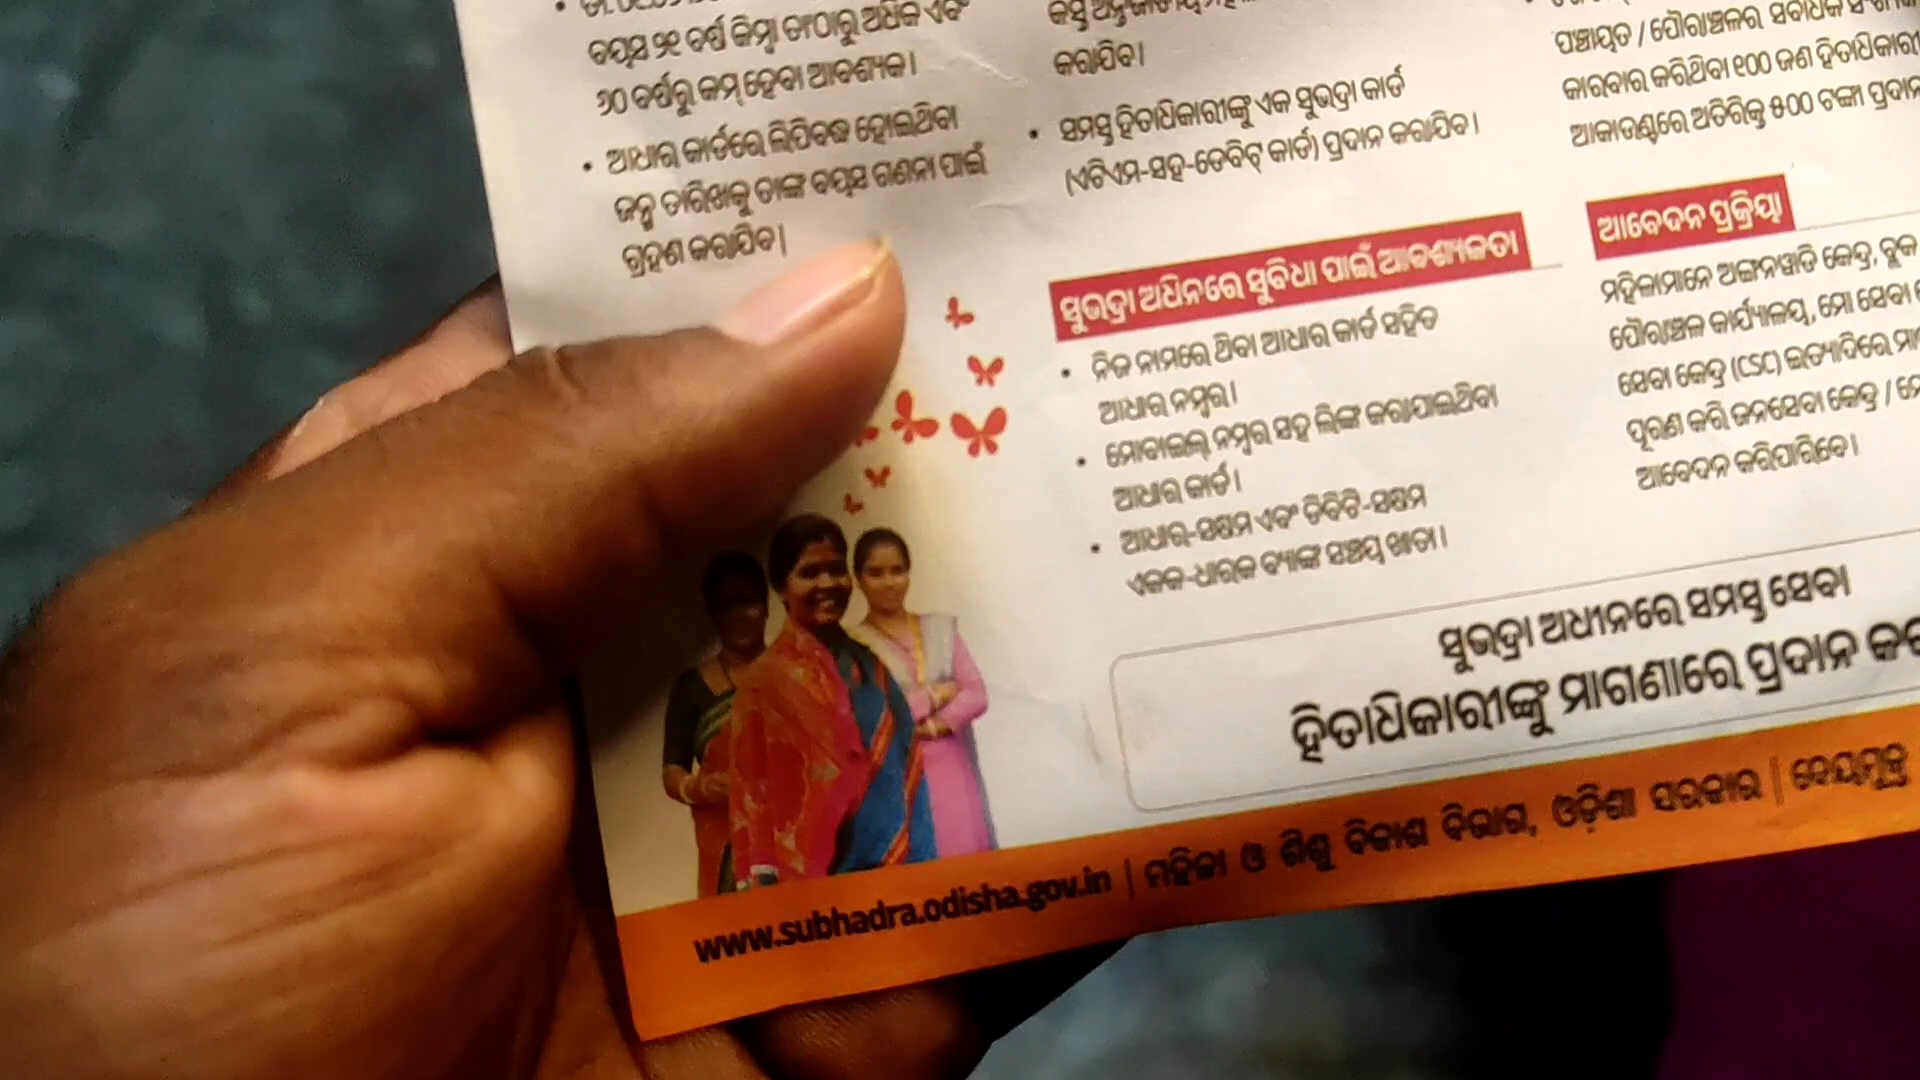 ବୟସ ୨୧ ବର୍ଷ କିମ୍ବା ତା'ଠାରୁ ଅଧିକ ଏବଂ
୬୦ ବର୍ଷରୁ କମ୍ ହେବା ଆବଶ୍ୟକ।
• ଆଧାର କାର୍ଡରେ ଲିପିବଦ୍ଧ ହୋଇଥିବା
ଜନ୍ମ ତାରିଖକୁ ତାଙ୍କ ବୟସ ଗଣନା ପାଇଁ
ଗ୍ରହଣ କରାଯିବ|
କରାଯିବ।
• ସମସ୍ତ ହିତାଧିକାରୀଙ୍କୁ ଏକ ସୁଭଦ୍ରା କାର୍ଡ
(ଏଟିଏମ-ସହ-ଡେବିଟ୍ କାର୍ଡ) ପ୍ରଦାନ କରାଯିବ।
ସୁଭଦ୍ରା ଅଧିନରେ ସୁବିଧା ପାଇଁ ଆବଶ୍ୟକତା
• ନିଜ ନାମରେ ଥିବା ଆଧାର କାର୍ଡ ସହିତ
ଆଧାର ନମ୍ବର।
• ମୋବାଇଲ୍ ନମ୍ବର ସହ ଲିଙ୍କ କରାଯାଇଥିବା
ଆଧାର କାର୍ଡ।
• ଆଧାର-ସକ୍ଷମ ଏବଂ ଡିବିଟି-ସକ୍ଷମ
ଏକକ-ଧାରକ ବ୍ୟାଙ୍କ ସଞ୍ଚୟ ଖାତା।
ପଞ୍ଚାୟତ / ପୌରାଞ୍ଚଳର ସର୍ବାଧିକ
କାରବାର କରିଥିବା ୧୦୦ ଜଣ ହିତାଧିକାରୀ
ଆକାଉଣ୍ଟରେ ଅତିରିକ୍ତ ୫୦୦ ଟଙ୍କା ପ୍ରଦାନ
ଆବେଦନ ପ୍ରକ୍ରିୟା
ମହିଳାମାନେ ଅଙ୍ଗନୱାଡି କେନ୍ଦ୍ର, ବ୍ଲକ
ପୌରାଞ୍ଚଳ କାର୍ଯ୍ୟାଳୟ, ମୋ ସେବା
ସେବା କେନ୍ଦ୍ର (CSC) ଇତ୍ୟାଦିରେ
ପୂରଣ କରି ଜନସେବା କେନ୍ଦ୍ର /
ଆବେଦନ କରିପାରିବେ।
ସୁଭଦ୍ରା ଅଧୀନରେ ସମସ୍ତ ସେବା
ହିତାଧିକାରୀଙ୍କୁ ମାଗଣାରେ ପ୍ରଦାନ
www.subhadra.odisha.gov.in | ମହିଳା ଓ ଶିଶୁ ବିକାଶ ବିଭାଗ, ଓଡ଼ିଶା ସରକାର | ଦେୟମୁକ୍ତ